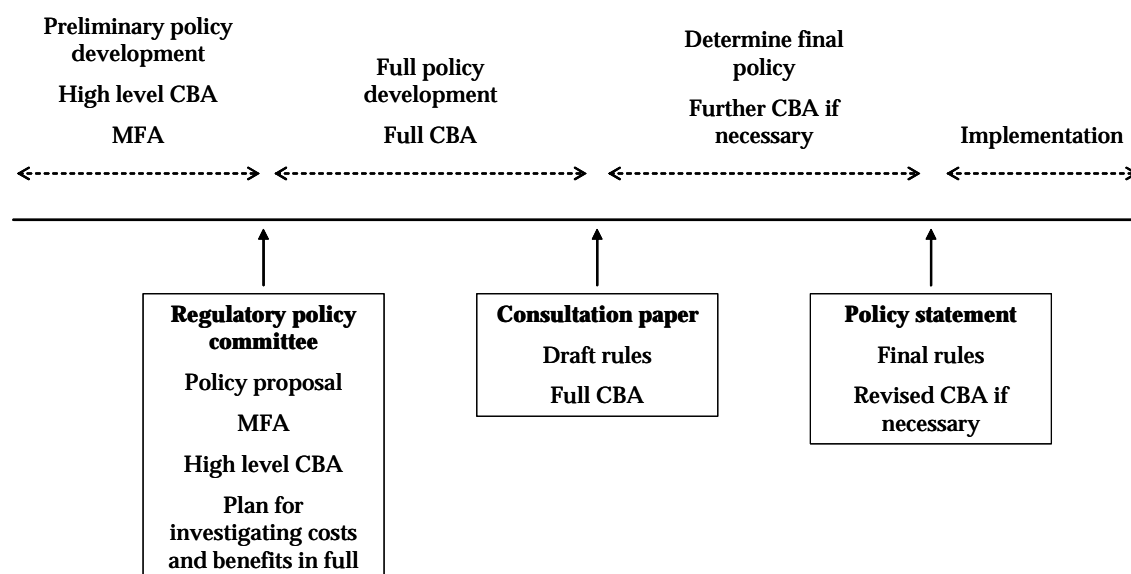 Preliminary policy
development
High level CBA
MFA
Full policy
development
Full CBA
Determine final
policy
Further CBA if
necessary
Implementation
Regulatory policy
committee
Policy proposal
MFA
High level CBA
Plan for
investigating costs
and benefits in full
Consultation paper
Draft rules
Full CBA
Policy statement
Final rules
Revised CBA if
necessary